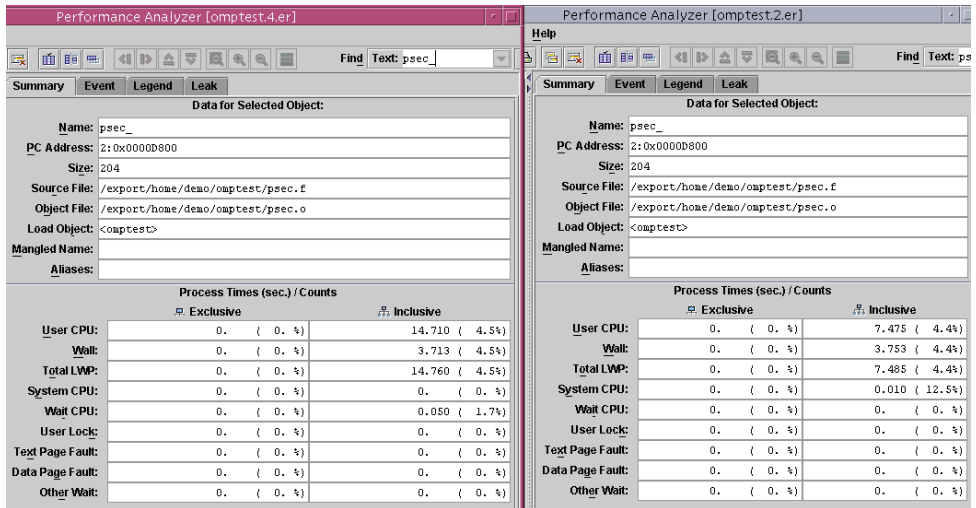 Performance Analyzer [omptest.4.er]
Find Text: psec_
Summary Event Legend Leak
Data for Selected Object:
Name: psec_
PC Address: 2:0x0000D800
Size: 204
Source File: /export/home/demo/omptest/psec.f
Object File: /export/home/demo/omptest/psec.o
Load Object: <omptest>
Mangled Name:
Aliases:
Process Times (sec.) / Counts
Exclusive Inclusive
User CPU: 0. ( 0. %) 14.710 ( 4.5%)
Wall: 0. ( 0. %) 3.713 ( 4.5%)
Total LWP: 0. ( 0. %) 14.760 ( 4.5%)
System CPU: 0. ( 0. %) 0. ( 0. %)
Wait CPU: 0. ( 0. %) 0.050 ( 1.7%)
User Lock: 0. ( 0. %) 0. ( 0. %)
Text Page Fault: 0. ( 0. %) 0. ( 0. %)
Data Page Fault: 0. ( 0. %) 0. ( 0. %)
Other Wait: 0. ( 0. %) 0. ( 0. %)
Performance Analyzer [omptest.2.er]
Help
Find Text: ps
Summary Event Legend Leak
Data for Selected Object:
Name: psec_
PC Address: 2:0x0000D800
Size: 204
Source File: /export/home/demo/omptest/psec.f
Object File: /export/home/demo/omptest/psec.o
Load Object: <omptest>
Mangled Name:
Aliases:
Process Times (sec.) / Counts
Exclusive Inclusive
User CPU: 0. ( 0. %) 7.475 ( 4.4%)
Wall: 0. ( 0. %) 3.753 ( 4.4%)
Total LWP: 0. ( 0. %) 7.485 ( 4.4%)
System CPU: 0. ( 0. %) 0.010 ( 12.5%)
Wait CPU: 0. ( 0. %) 0. ( 0. %)
User Lock: 0. ( 0. %) 0. ( 0. %)
Text Page Fault: 0. ( 0. %) 0. ( 0. %)
Data Page Fault: 0. ( 0. %) 0. ( 0. %)
Other Wait: 0. ( 0. %) 0. ( 0. %)